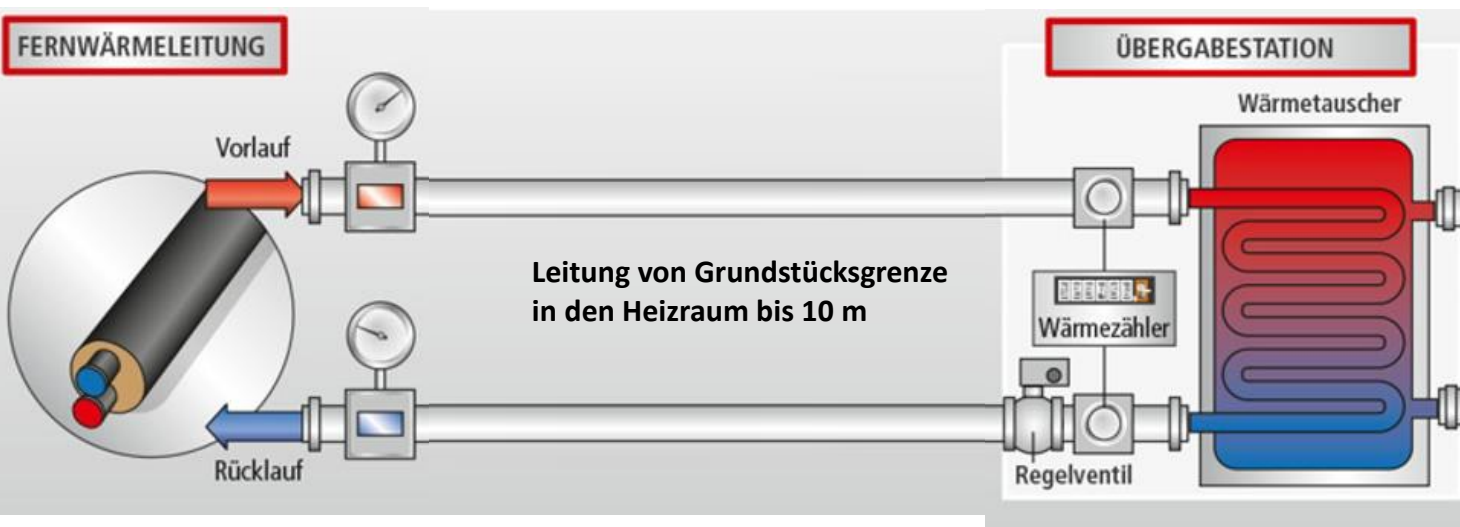 FERNWÄRMELEITUNG
ÜBERGABESTATION
Wärmetauscher
Vorlauf
Leitung von Grundstücksgrenze
in den Heizraum bis 10 m
Wärmezähler
Rücklauf
Regelventil